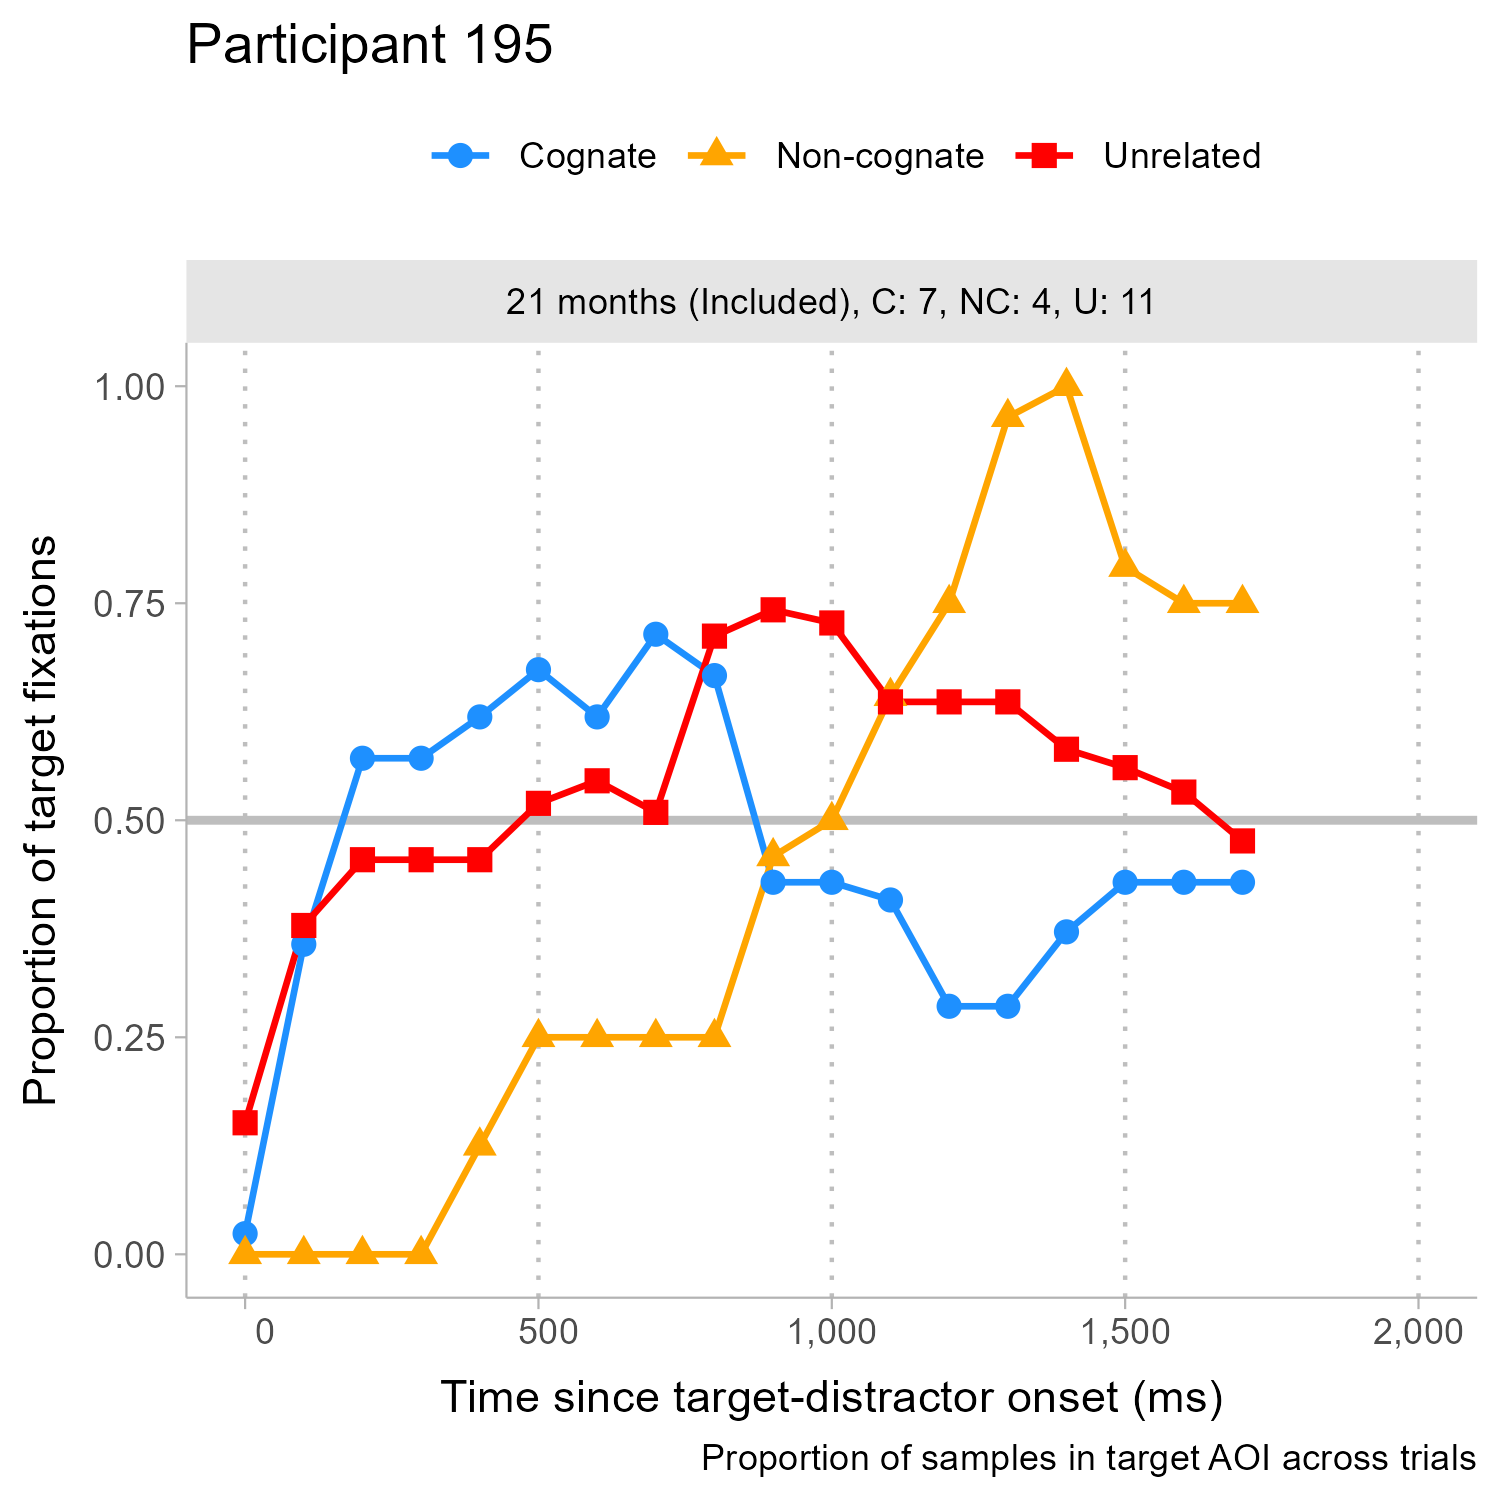 Participant 195
Cognate Non-cognate Unrelated
21 months (Included), C: 7, NC: 4, U: 11
1.00
0.75
0.50
0.25
0.00
Proportion of target fixations
0 500 1,000 1,500 2,000
Time since target-distractor onset (ms)
Proportion of samples in target AOI across trials